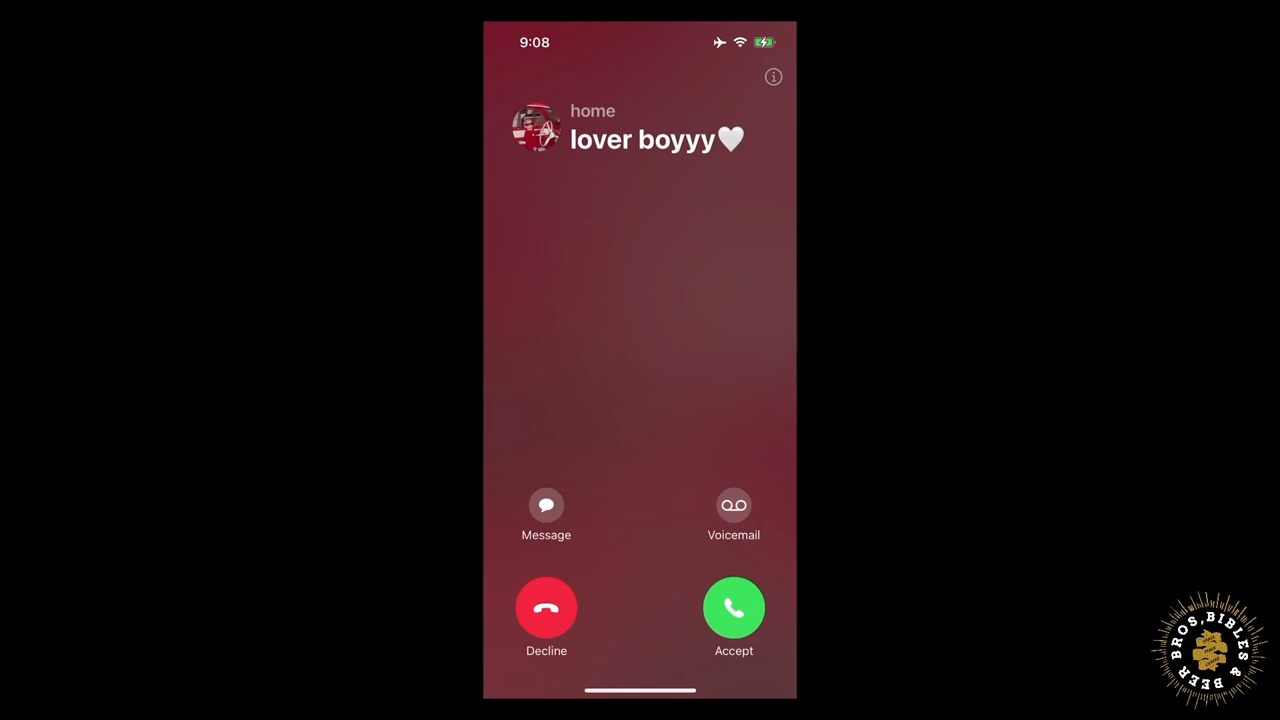 9:08
home
lover boyyy🤍
Message
Voicemail
Decline
Accept
BROS, BIBLES & BEER